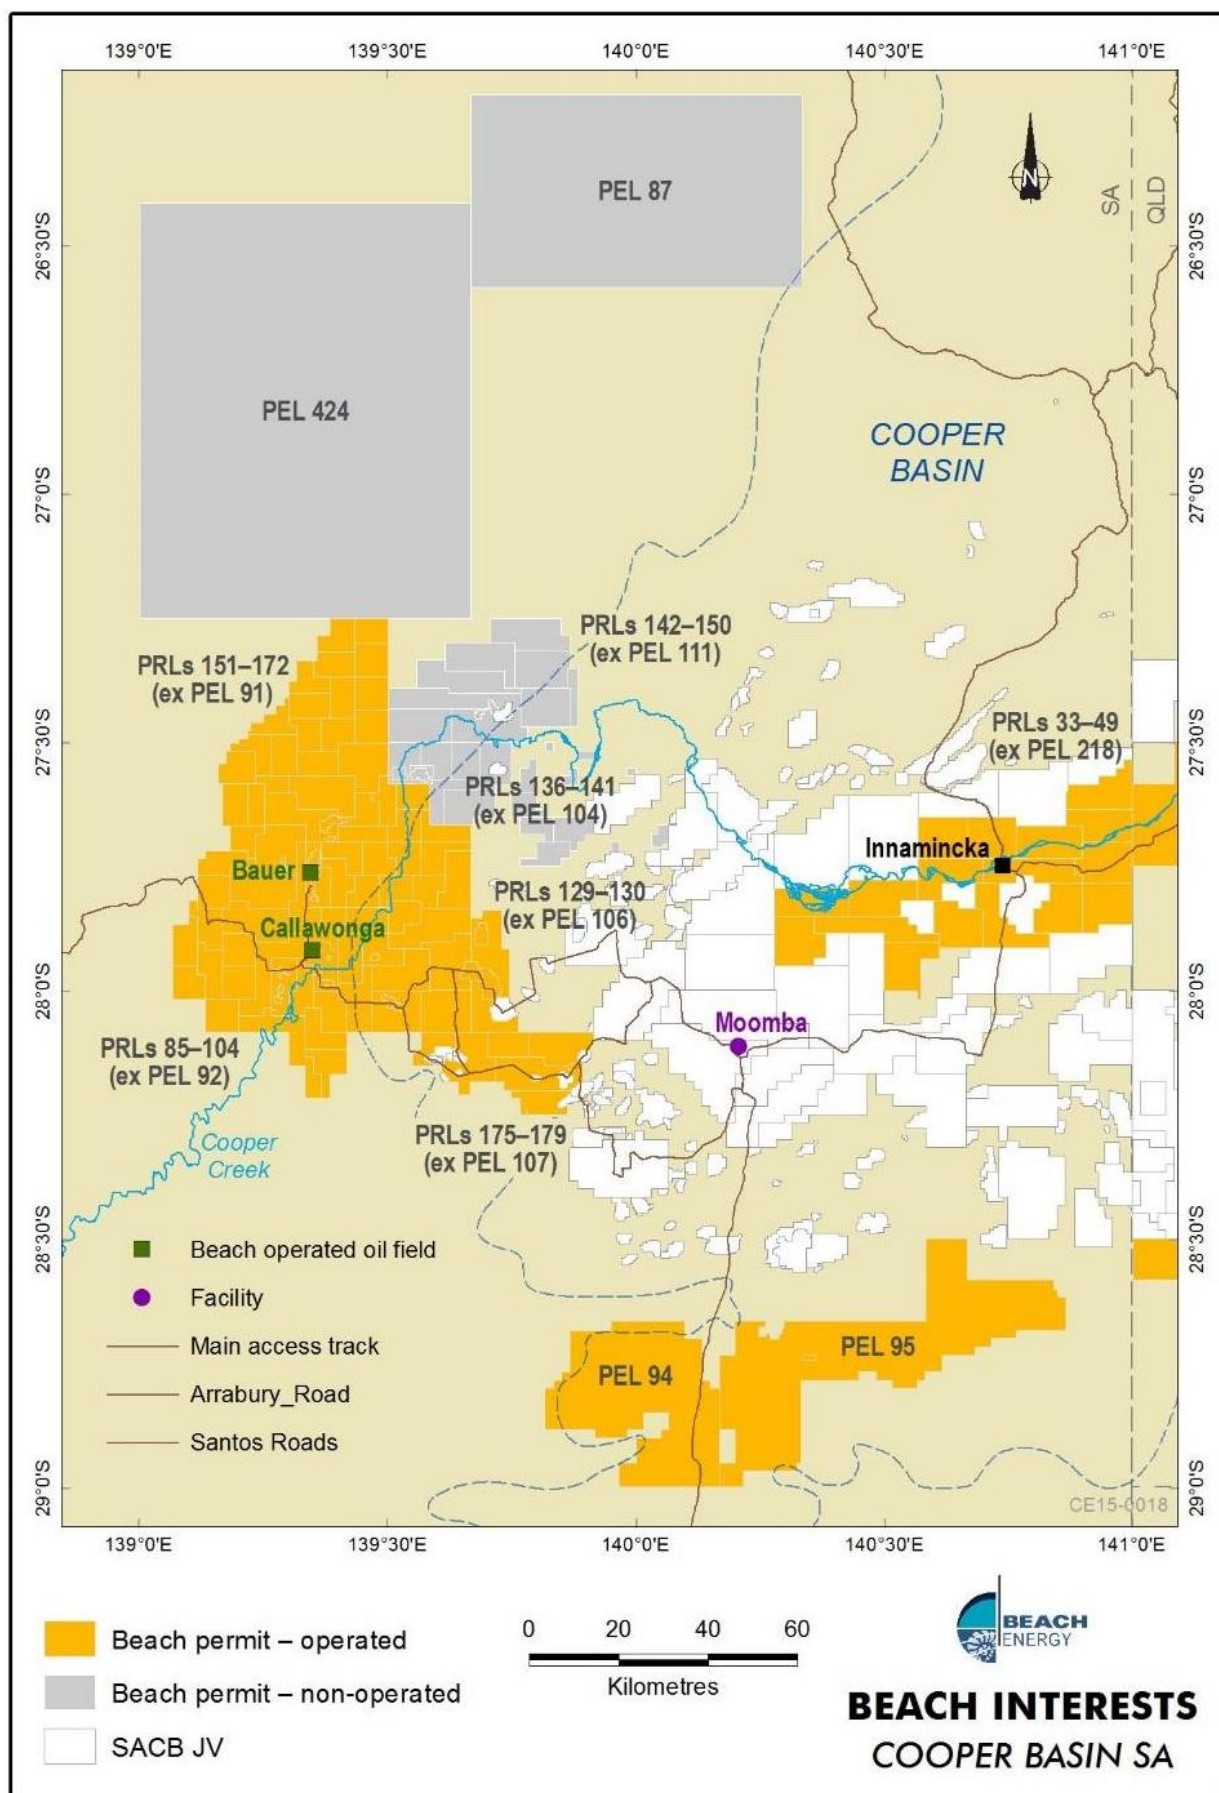 139°0'E 139°30'E 140°0'E 140°30'E 141°0'E
PEL 87
N
SA
QLD
26°30'S
26°30'S
PEL 424
COOPER
BASIN
27°0'S
27°0'S
PRLs 142–150
(ex PEL 111)
PRLs 151–172
(ex PEL 91)
PRLs 33–49
(ex PEL 218)
27°30'S
27°30'S
PRLs 136–141
(ex PEL 104)
Innamincka
Bauer
PRLs 129–130
(ex PEL 106)
Callawonga
28°0'S
28°0'S
Moomba
PRLs 85–104
(ex PEL 92)
PRLs 175–179
(ex PEL 107)
Cooper
Creek
28°30'S
28°30'S
Beach operated oil field
Facility
Main access track
PEL 95
PEL 94
Arrabury_Road
Santos Roads
29°0'S
29°0'S
CE15-0018
139°0'E 139°30'E 140°0'E 140°30'E 141°0'E
Beach permit – operated
Beach permit – non-operated
SACB JV
0 20 40 60
Kilometres
BEACH
ENERGY
BEACH INTERESTS
COOPER BASIN SA